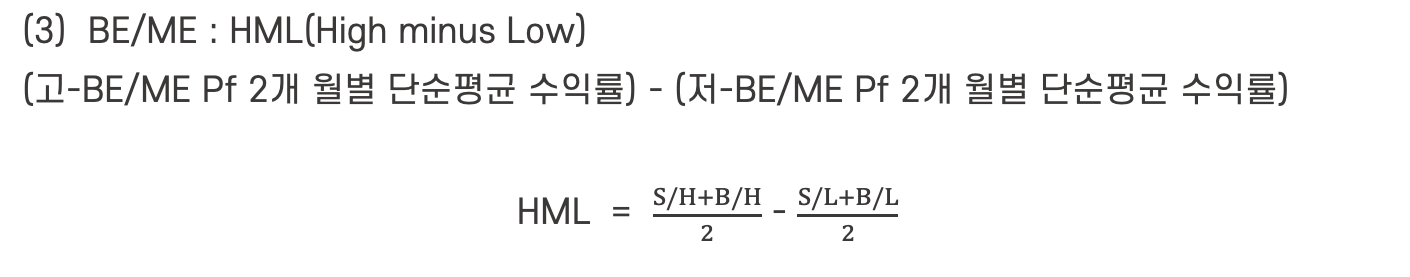 (3) BE/ME : HML(High minus Low)
(고-BE/ME Pf 2개 월별 단순평균 수익률) - (저-BE/ME Pf 2개 월별 단순평균 수익률)
HML = \frac{S/H+B/H}{2} - \frac{S/L+B/L}{2}